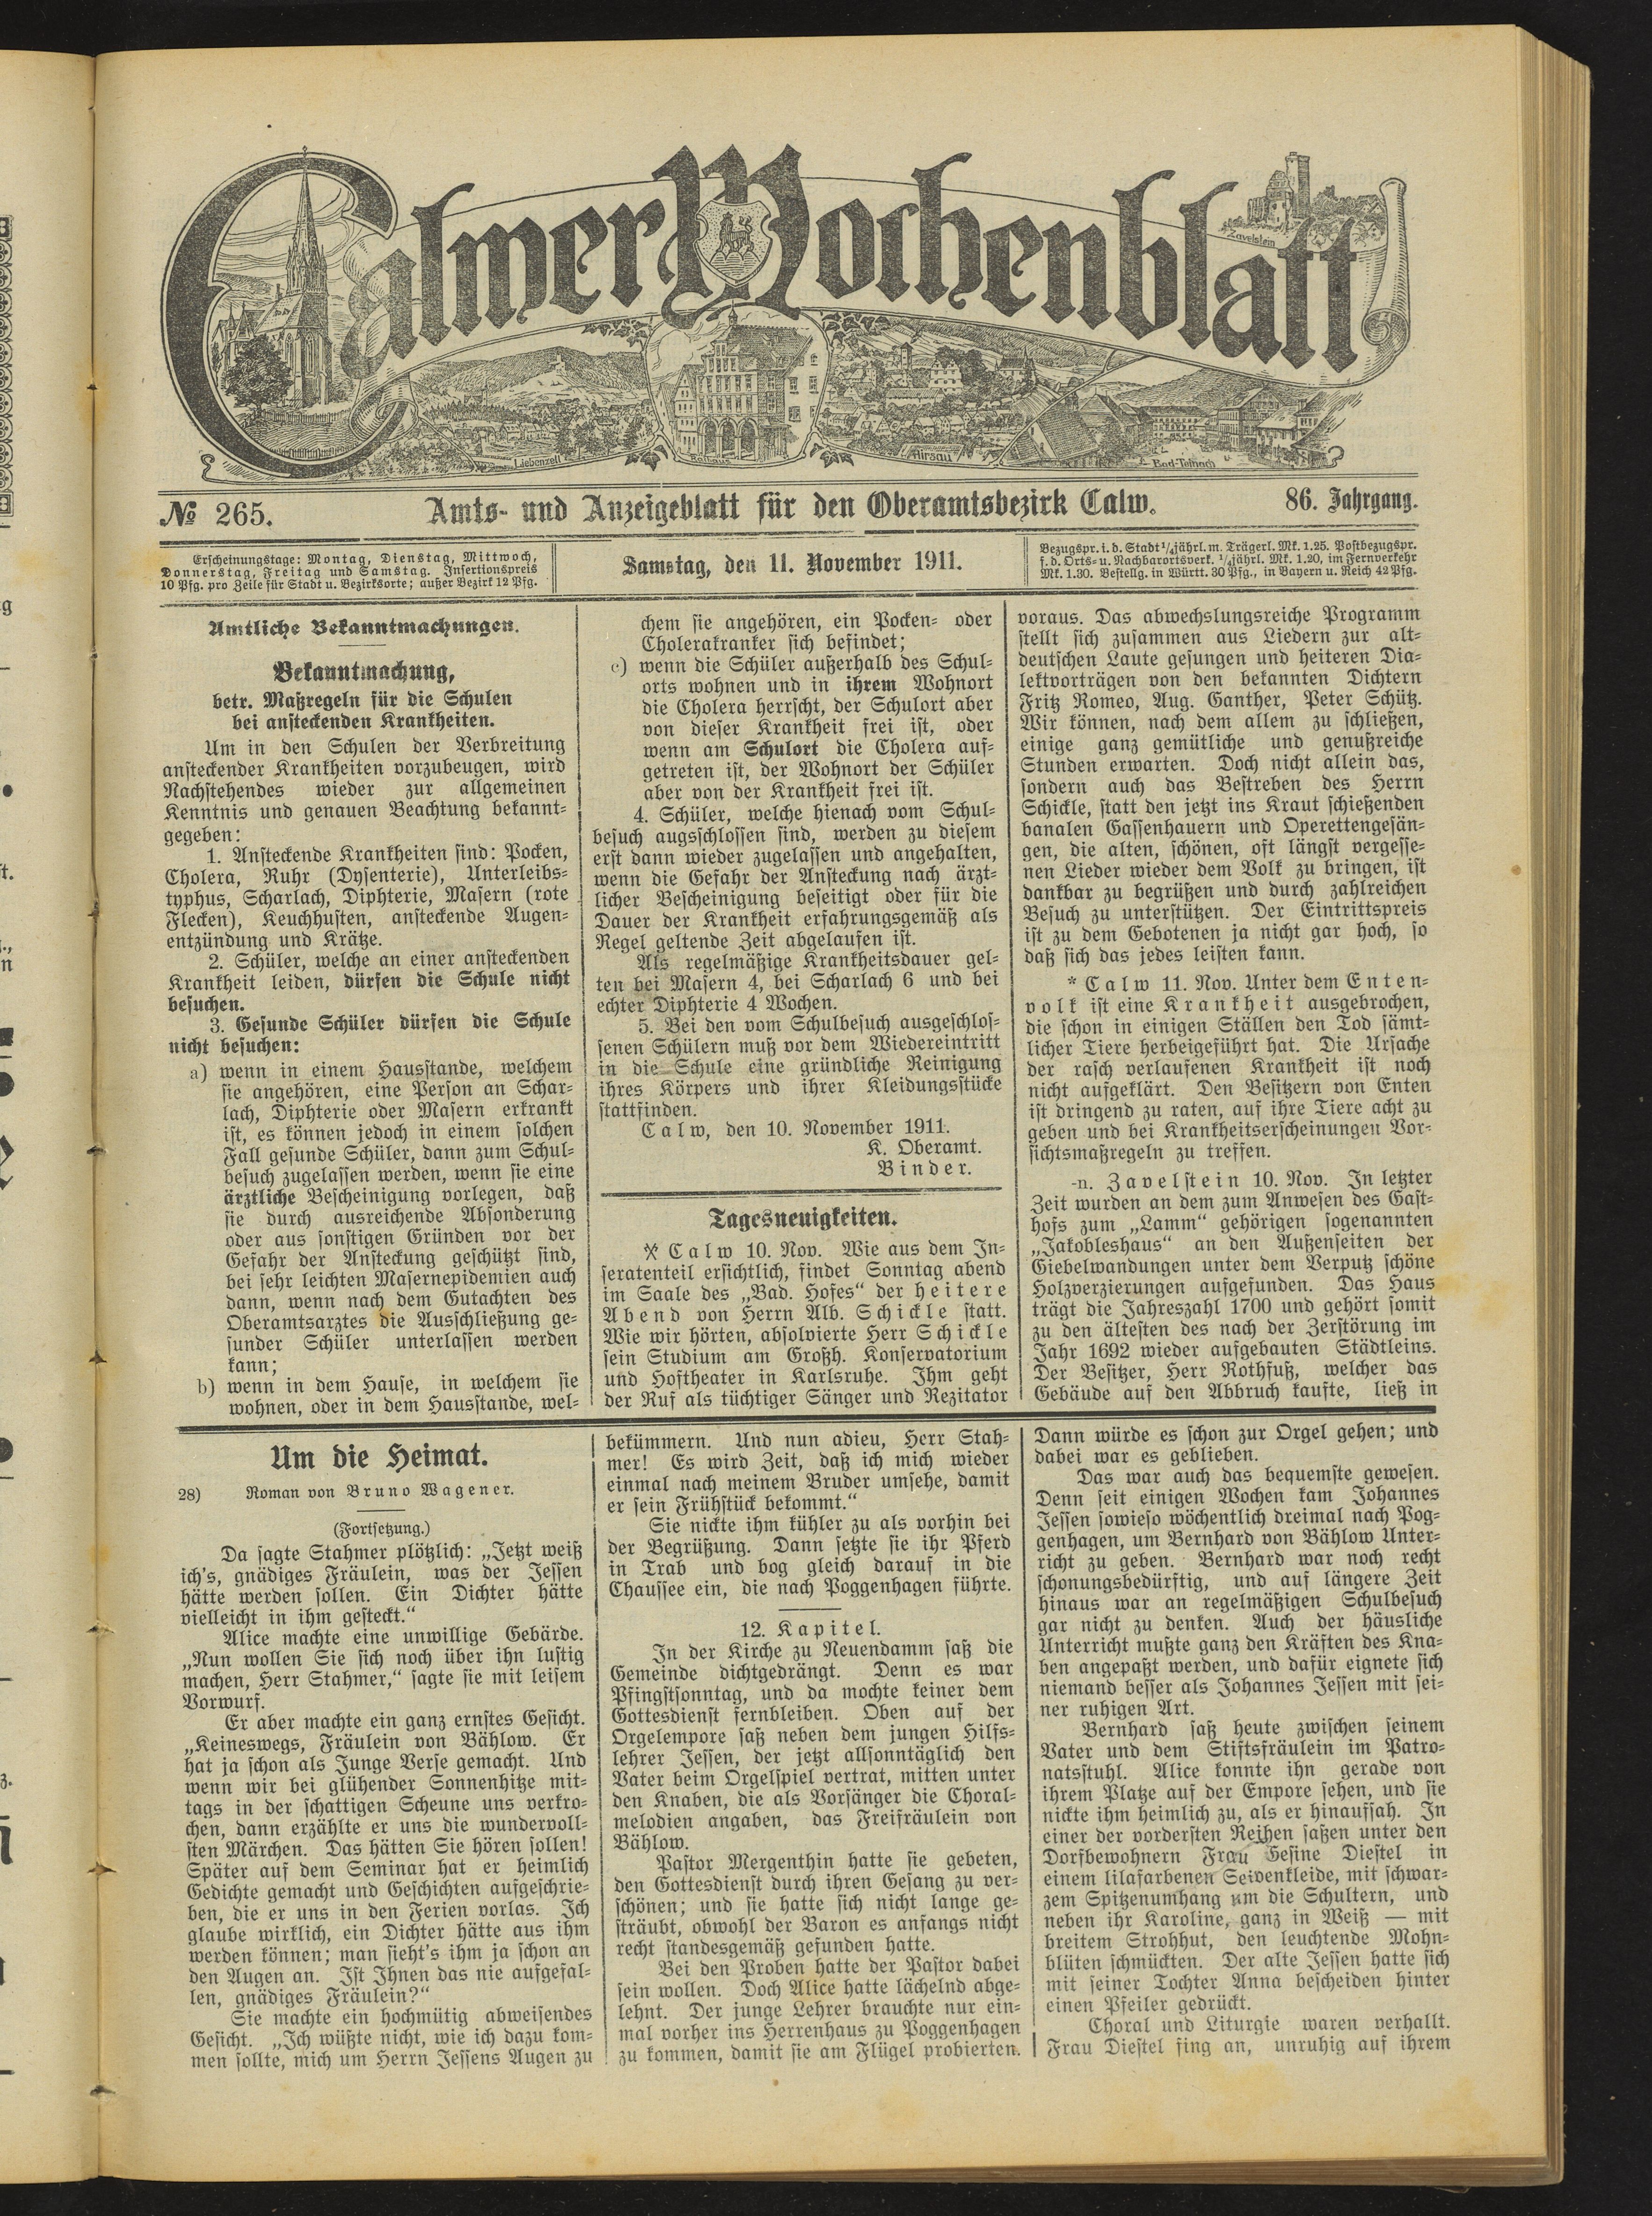 Calwer Wochenblatt
Zavelstein
Liebenzell
Hirsau
Bad-Teinach
№ 265.
Amts- und Anzeigeblatt für den Oberamtsbezirk Calw.
86. Jahrgang.
Erscheinungstage: Montag, Dienstag, Mittwoch,
Donnerstag, Freitag und Samstag. Insertionspreis
10 Pfg. pro Zeile für Stadt u. Bezirksorte; außer Bezirk 12 Pfg.
Samstag, den 11. November 1911.
Bezugspr. i. d. Stadt ¼jährl. m. Trägerl. Mk. 1.25. Postbezugspr.
f. d. Orts- u. Nachbarortsverk. ¼jährl. Mk. 1.20, im Fernverkehr
Mk. 1.30. Bestellg. in Württ. 30 Pfg., in Bayern u. Reich 42 Pfg.
Amtliche Bekanntmachungen.
Bekanntmachung,
betr. Maßregeln für die Schulen
bei ansteckenden Krankheiten.
Um in den Schulen der Verbreitung
ansteckender Krankheiten vorzubeugen, wird
Nachstehendes wieder zur allgemeinen
Kenntnis und genauen Beachtung bekannt-
gegeben:
1. Ansteckende Krankheiten sind: Pocken,
Cholera, Ruhr (Dysenterie), Unterleibs-
typhus, Scharlach, Diphterie, Masern (rote
Flecken), Keuchhusten, ansteckende Augen-
entzündung und Krätze.
2. Schüler, welche an einer ansteckenden
Krankheit leiden, dürfen die Schule nicht
besuchen.
3. Gesunde Schüler dürfen die Schule
nicht besuchen:
a) wenn in einem Hausstande, welchem
sie angehören, eine Person an Schar-
lach, Diphterie oder Masern erkrankt
ist, es können jedoch in einem solchen
Fall gesunde Schüler, dann zum Schul-
besuch zugelassen werden, wenn sie eine
ärztliche Bescheinigung vorlegen, daß
sie durch ausreichende Absonderung
oder aus sonstigen Gründen vor der
Gefahr der Ansteckung geschützt sind,
bei sehr leichten Masernepidemien auch
dann, wenn nach dem Gutachten des
Oberamtsarztes die Ausschließung ge-
sunder Schüler unterlassen werden
kann;
b) wenn in dem Hause, in welchem sie
wohnen, oder in dem Hausstande, wel-
chem sie angehören, ein Pocken- oder
Cholerakranker sich befindet;
c) wenn die Schüler außerhalb des Schul-
orts wohnen und in ihrem Wohnort
die Cholera herrscht, der Schulort aber
von dieser Krankheit frei ist, oder
wenn am Schulort die Cholera auf-
getreten ist, der Wohnort der Schüler
aber von der Krankheit frei ist.
4. Schüler, welche hienach vom Schul-
besuch augsschlossen sind, werden zu diesem
erst dann wieder zugelassen und angehalten,
wenn die Gefahr der Ansteckung nach ärzt-
licher Bescheinigung beseitigt oder für die
Dauer der Krankheit erfahrungsgemäß als
Regel geltende Zeit abgelaufen ist.
Als regelmäßige Krankheitsdauer gel-
ten bei Masern 4, bei Scharlach 6 und bei
echter Diphterie 4 Wochen.
5. Bei den vom Schulbesuch ausgeschlos-
senen Schülern muß vor dem Wiedereintritt
in die Schule eine gründliche Reinigung
ihres Körpers und ihrer Kleidungsstücke
stattfinden.
Calw, den 10. November 1911.
K. Oberamt.
Binder.
Tagesneuigkeiten.
Calw 10. Nov. Wie aus dem In-
seratenteil ersichtlich, findet Sonntag abend
im Saale des „Bad. Hofes“ der heitere
Abend von Herrn Alb. Schickle statt.
Wie wir hörten, absolvierte Herr Schickle
sein Studium am Großh. Konservatorium
und Hoftheater in Karlsruhe. Ihm geht
der Ruf als tüchtiger Sänger und Rezitator
voraus. Das abwechslungsreiche Programm
stellt sich zusammen aus Liedern zur alt-
deutschen Laute gesungen und heiteren Dia-
lektvorträgen von den bekannten Dichtern
Fritz Romeo, Aug. Ganther, Peter Schütz.
Wir können, nach dem allem zu schließen,
einige ganz gemütliche und genußreiche
Stunden erwarten. Doch nicht allein das,
sondern auch das Bestreben des Herrn
Schickle, statt den jetzt ins Kraut schießenden
banalen Gassenhauern und Operettengesän-
gen, die alten, schönen, oft längst vergesse-
nen Lieder wieder dem Volk zu bringen, ist
dankbar zu begrüßen und durch zahlreichen
Besuch zu unterstützen. Der Eintrittspreis
ist zu dem Gebotenen ja nicht gar hoch, so
daß sich das jedes leisten kann.
* Calw 11. Nov. Unter dem Enten-
volk ist eine Krankheit ausgebrochen,
die schon in einigen Ställen den Tod sämt-
licher Tiere herbeigeführt hat. Die Ursache
der rasch verlaufenen Krankheit ist noch
nicht aufgeklärt. Den Besitzern von Enten
ist dringend zu raten, auf ihre Tiere acht zu
geben und bei Krankheitserscheinungen Vor-
sichtsmaßregeln zu treffen.
-n. Zavelstein 10. Nov. In letzter
Zeit wurden an dem zum Anwesen des Gast-
hofs zum „Lamm“ gehörigen sogenannten
„Jakobleshaus“ an den Außenseiten der
Giebelwandungen unter dem Verputz schöne
Holzverzierungen aufgefunden. Das Haus
trägt die Jahreszahl 1700 und gehört somit
zu den ältesten des nach der Zerstörung im
Jahr 1692 wieder aufgebauten Städtleins.
Der Besitzer, Herr Rothfuß, welcher das
Gebäude auf den Abbruch kaufte, ließ in
Um die Heimat.
28) Roman von Bruno Wagener.
(Fortsetzung.)
Da sagte Stahmer plötzlich: „Jetzt weiß
ich's, gnädiges Fräulein, was der Jessen
hätte werden sollen. Ein Dichter hätte
vielleicht in ihm gesteckt.“
Alice machte eine unwillige Gebärde.
„Nun wollen Sie sich noch über ihn lustig
machen, Herr Stahmer,“ sagte sie mit leisem
Vorwurf.
Er aber machte ein ganz ernstes Gesicht.
„Keineswegs, Fräulein von Bählow. Er
hat ja schon als Junge Verse gemacht. Und
wenn wir bei glühender Sonnenhitze mit-
tags in der schattigen Scheune uns verkro-
chen, dann erzählte er uns die wundervoll-
sten Märchen. Das hätten Sie hören sollen!
Später auf dem Seminar hat er heimlich
Gedichte gemacht und Geschichten aufgeschrie-
ben, die er uns in den Ferien vorlas. Ich
glaube wirklich, ein Dichter hätte aus ihm
werden können; man sieht's ihm ja schon an
den Augen an. Ist Ihnen das nie aufgefal-
len, gnädiges Fräulein?“
Sie machte ein hochmütig abweisendes
Gesicht. „Ich wüßte nicht, wie ich dazu kom-
men sollte, mich um Herrn Jessens Augen zu
bekümmern. Und nun adieu, Herr Stah-
mer! Es wird Zeit, daß ich mich wieder
einmal nach meinem Bruder umsehe, damit
er sein Frühstück bekommt.“
Sie nickte ihm kühler zu als vorhin bei
der Begrüßung. Dann setzte sie ihr Pferd
in Trab und bog gleich darauf in die
Chaussee ein, die nach Poggenhagen führte.
12. Kapitel.
In der Kirche zu Neuendamm saß die
Gemeinde dichtgedrängt. Denn es war
Pfingstsonntag, und da mochte keiner dem
Gottesdienst fernbleiben. Oben auf der
Orgelempore saß neben dem jungen Hilfs-
lehrer Jessen, der jetzt allsonntäglich den
Vater beim Orgelspiel vertrat, mitten unter
den Knaben, die als Vorsänger die Choral-
melodien angaben, das Freifräulein von
Bählow.
Pastor Mergenthin hatte sie gebeten,
den Gottesdienst durch ihren Gesang zu ver-
schönen; und sie hatte sich nicht lange ge-
sträubt, obwohl der Baron es anfangs nicht
recht standesgemäß gefunden hatte.
Bei den Proben hatte der Pastor dabei
sein wollen. Doch Alice hatte lächelnd abge-
lehnt. Der junge Lehrer brauchte nur ein-
mal vorher ins Herrenhaus zu Poggenhagen
zu kommen, damit sie am Flügel probierten.
Dann würde es schon zur Orgel gehen; und
dabei war es geblieben.
Das war auch das bequemste gewesen.
Denn seit einigen Wochen kam Johannes
Jessen sowieso wöchentlich dreimal nach Pog-
genhagen, um Bernhard von Bählow Unter-
richt zu geben. Bernhard war noch recht
schonungsbedürftig, und auf längere Zeit
hinaus war an regelmäßigen Schulbesuch
gar nicht zu denken. Auch der häusliche
Unterricht mußte ganz den Kräften des Kna-
ben angepaßt werden, und dafür eignete sich
niemand besser als Johannes Jessen mit sei-
ner ruhigen Art.
Bernhard saß heute zwischen seinem
Vater und dem Stiftsfräulein im Patro-
natsstuhl. Alice konnte ihn gerade von
ihrem Platze auf der Empore sehen, und sie
nickte ihm heimlich zu, als er hinaufsah. In
einer der vordersten Reihen saßen unter den
Dorfbewohnern Frau Gesine Diestel in
einem lilafarbenen Seidenkleide, mit schwar-
zem Spitzenumhang um die Schultern, und
neben ihr Karoline, ganz in Weiß — mit
breitem Strohhut, den leuchtende Mohn-
blüten schmückten. Der alte Jessen hatte sich
mit seiner Tochter Anna bescheiden hinter
einen Pfeiler gedrückt.
Choral und Liturgie waren verhallt.
Frau Diestel fing an, unruhig auf ihrem